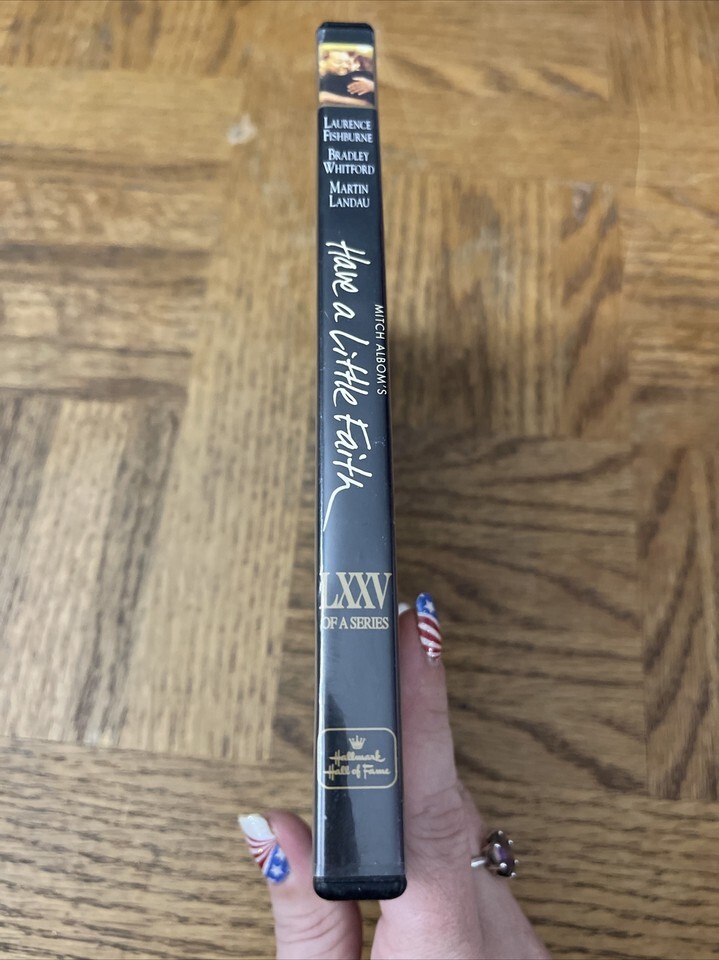 LAURENCE
FISHBURNE
BRADLEY
WHITFORD
MARTIN
LANDAU
MITCH ALBOM'S
Have a Little Faith
LXXV
OF A SERIES
Hallmark
Hall of Fame